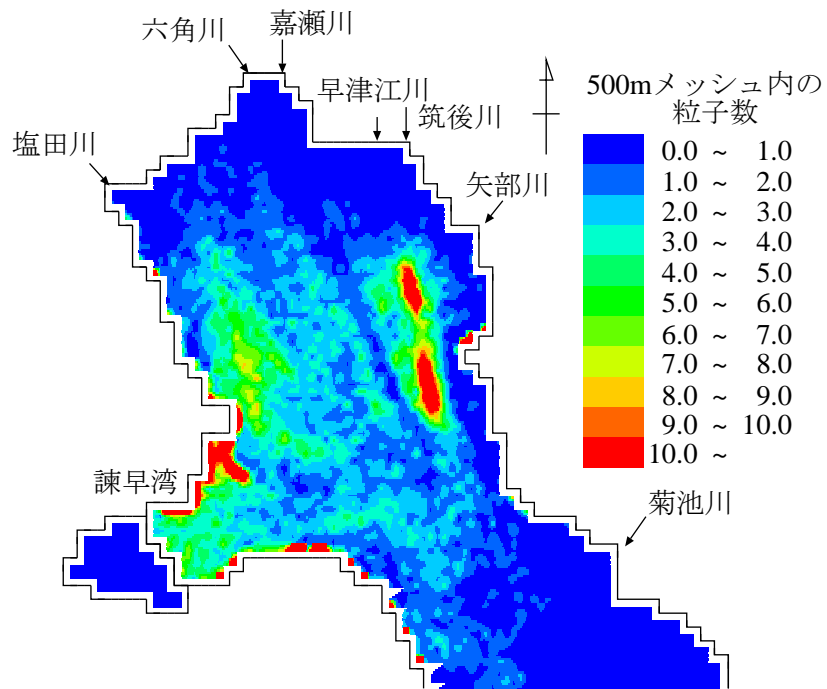 六角川
嘉瀬川
早津江川
筑後川
塩田川
矢部川
諫早湾
菊池川
500mメッシュ内の
粒子数
0.0 ~ 1.0
1.0 ~ 2.0
2.0 ~ 3.0
3.0 ~ 4.0
4.0 ~ 5.0
5.0 ~ 6.0
6.0 ~ 7.0
7.0 ~ 8.0
8.0 ~ 9.0
9.0 ~ 10.0
10.0 ~